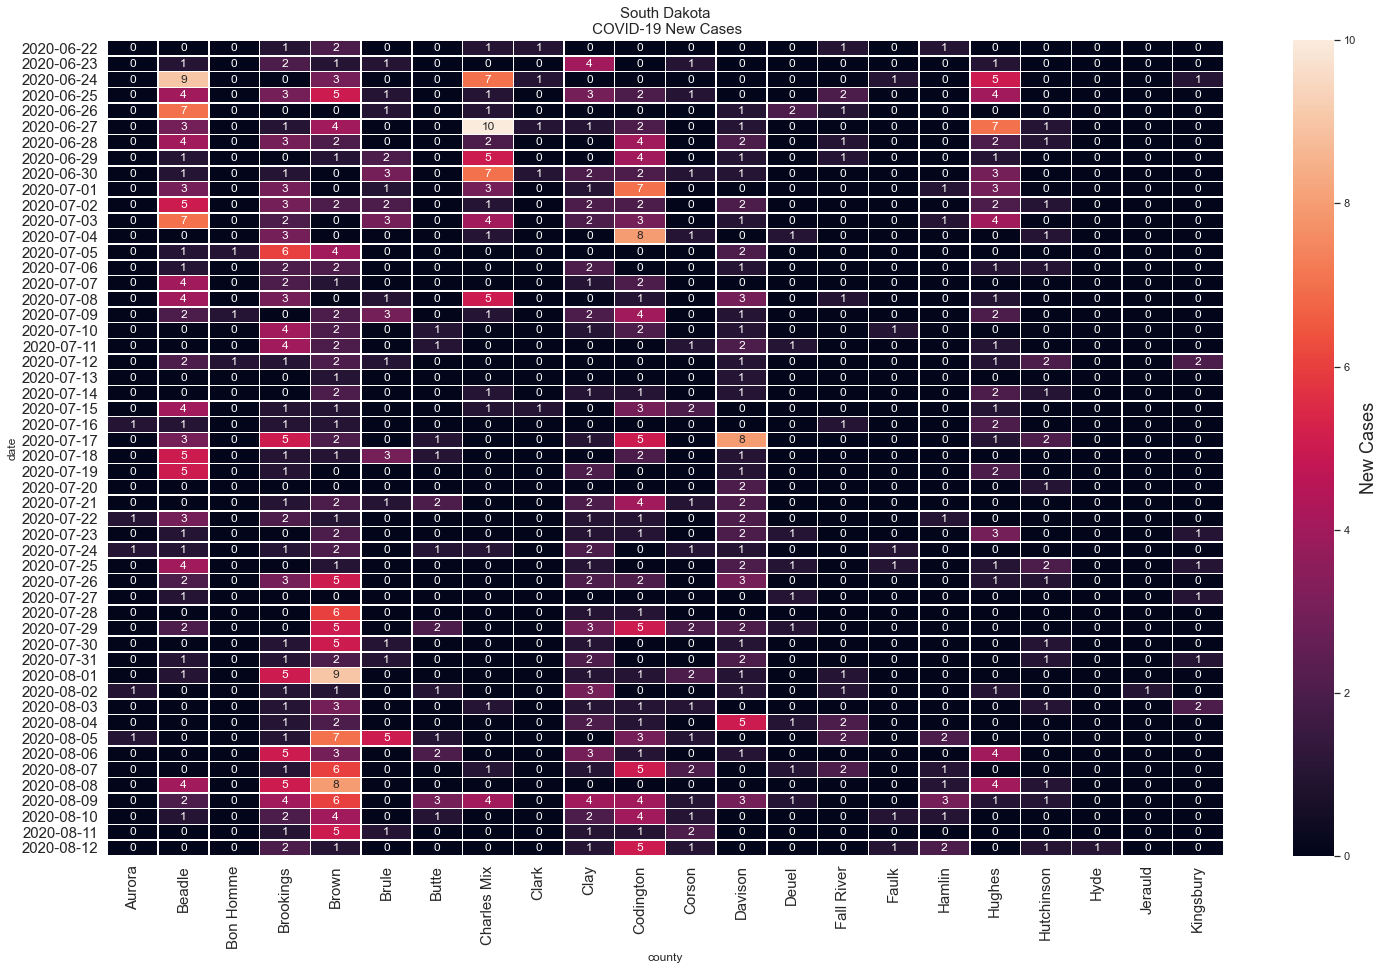 South Dakota
COVID-19 New Cases
2020-06-22 0 0 0 1 2 0 0 1 1 0 0 0 0 0 1 0 1 0 0 0 0 0
2020-06-23 0 1 0 2 1 1 0 0 0 4 0 1 0 0 0 0 0 1 0 0 0 0
2020-06-24 0 9 0 0 3 0 0 7 1 0 0 0 0 0 0 1 0 5 0 0 0 1
2020-06-25 0 4 0 3 5 1 0 1 0 3 2 1 0 0 2 0 0 4 0 0 0 0
2020-06-26 0 7 0 0 0 1 0 1 0 0 0 0 1 2 1 0 0 0 0 0 0 0
2020-06-27 0 3 0 1 4 0 0 10 1 1 2 0 1 0 0 0 0 7 1 0 0 0
2020-06-28 0 4 0 3 2 0 0 2 0 0 4 0 2 0 1 0 0 2 1 0 0 0
2020-06-29 0 1 0 0 1 2 0 5 0 0 4 0 1 0 1 0 0 1 0 0 0 0
2020-06-30 0 1 0 1 0 3 0 7 1 2 2 1 1 0 0 0 0 3 0 0 0 0
2020-07-01 0 3 0 3 0 1 0 3 0 1 7 0 0 0 0 0 1 3 0 0 0 0
2020-07-02 0 5 0 3 2 2 0 1 0 2 2 0 2 0 0 0 0 2 1 0 0 0
2020-07-03 0 7 0 2 0 3 0 4 0 2 3 0 1 0 0 0 1 4 0 0 0 0
2020-07-04 0 0 0 3 0 0 0 1 0 0 8 1 0 1 0 0 0 0 1 0 0 0
2020-07-05 0 1 1 6 4 0 0 0 0 0 0 0 2 0 0 0 0 0 0 0 0 0
2020-07-06 0 1 0 2 2 0 0 0 0 2 0 0 1 0 0 0 0 1 1 0 0 0
2020-07-07 0 4 0 2 1 0 0 0 0 1 2 0 0 0 0 0 0 0 0 0 0 0
2020-07-08 0 4 0 3 0 1 0 5 0 0 1 0 3 0 1 0 0 1 0 0 0 0
2020-07-09 0 2 1 0 2 3 0 1 0 2 4 0 1 0 0 0 0 2 0 0 0 0
2020-07-10 0 0 0 4 2 0 1 0 0 1 2 0 1 0 0 1 0 0 0 0 0 0
2020-07-11 0 0 0 4 2 0 1 0 0 0 0 1 2 1 0 0 0 1 0 0 0 0
2020-07-12 0 2 1 1 2 1 0 0 0 0 0 0 1 0 0 0 0 1 2 0 0 2
2020-07-13 0 0 0 0 1 0 0 0 0 0 0 0 1 0 0 0 0 0 0 0 0 0
2020-07-14 0 0 0 0 2 0 0 1 0 1 1 0 1 0 0 0 0 2 1 0 0 0
2020-07-15 0 4 0 1 1 0 0 1 1 0 3 2 0 0 0 0 0 1 0 0 0 0
2020-07-16 1 1 0 1 1 0 0 0 0 0 0 0 0 0 1 0 0 2 0 0 0 0
2020-07-17 0 3 0 5 2 0 1 0 0 1 5 0 8 0 0 0 0 1 2 0 0 0
2020-07-18 0 5 0 1 1 3 1 0 0 0 2 0 1 0 0 0 0 0 0 0 0 0
2020-07-19 0 5 0 1 0 0 0 0 0 2 0 0 1 0 0 0 0 2 0 0 0 0
2020-07-20 0 0 0 0 0 0 0 0 0 0 0 0 2 0 0 0 0 0 1 0 0 0
2020-07-21 0 0 0 1 2 1 2 0 0 2 4 1 2 0 0 0 0 0 0 0 0 0
2020-07-22 1 3 0 2 1 0 0 0 0 1 1 0 2 0 0 0 1 0 0 0 0 0
2020-07-23 0 1 0 0 2 0 0 0 0 1 1 0 2 1 0 0 0 3 0 0 0 1
2020-07-24 1 1 0 1 2 0 1 1 0 2 0 1 1 0 0 1 0 0 0 0 0 0
2020-07-25 0 4 0 0 1 0 0 0 0 1 0 0 2 1 0 1 0 1 2 0 0 1
2020-07-26 0 2 0 3 5 0 0 0 0 2 2 0 3 0 0 0 0 1 1 0 0 0
2020-07-27 0 1 0 0 0 0 0 0 0 0 0 0 0 1 0 0 0 0 0 0 0 1
2020-07-28 0 0 0 0 6 0 0 0 0 1 1 0 0 0 0 0 0 0 0 0 0 0
2020-07-29 0 2 0 0 5 0 2 0 0 3 5 2 2 1 0 0 0 0 0 0 0 0
2020-07-30 0 0 0 1 5 1 0 0 0 1 0 0 1 0 0 0 0 0 1 0 0 0
2020-07-31 0 1 0 1 2 1 0 0 0 2 0 0 2 0 0 0 0 0 1 0 0 1
2020-08-01 0 1 0 5 9 0 0 0 0 1 1 2 1 0 1 0 0 0 0 0 0 0
2020-08-02 1 0 0 1 1 0 1 0 0 3 0 0 1 0 1 0 0 1 0 0 1 0
2020-08-03 0 0 0 1 3 0 0 1 0 1 1 1 0 0 0 0 0 0 1 0 0 2
2020-08-04 0 0 0 1 2 0 0 0 0 2 1 0 5 1 2 0 0 0 0 0 0 0
2020-08-05 1 0 0 1 7 5 1 0 0 0 3 1 0 0 2 0 2 0 0 0 0 0
2020-08-06 0 0 0 5 3 0 2 0 0 3 1 0 1 0 0 0 0 4 0 0 0 0
2020-08-07 0 0 0 1 6 0 0 1 0 1 5 2 0 1 2 0 1 0 0 0 0 0
2020-08-08 0 4 0 5 8 0 0 0 0 0 0 0 0 0 0 0 1 4 1 0 0 0
2020-08-09 0 2 0 4 6 0 3 4 0 4 4 1 3 1 0 0 3 1 1 0 0 0
2020-08-10 0 1 0 2 4 0 1 0 0 2 4 1 0 0 0 1 1 0 0 0 0 0
2020-08-11 0 0 0 1 5 1 0 0 0 1 1 2 0 0 0 0 0 0 0 0 0 0
2020-08-12 0 0 0 2 1 0 0 0 0 1 5 1 0 0 0 1 2 0 1 1 0 0
date
Aurora
Beadle
Bon Homme
Brookings
Brown
Brule
Butte
Charles Mix
Clark
Clay
Codington
Corson
Davison
Deuel
Fall River
Faulk
Hamlin
Hughes
Hutchinson
Hyde
Jerauld
Kingsbury
county
10
8
6
4
2
0
New Cases